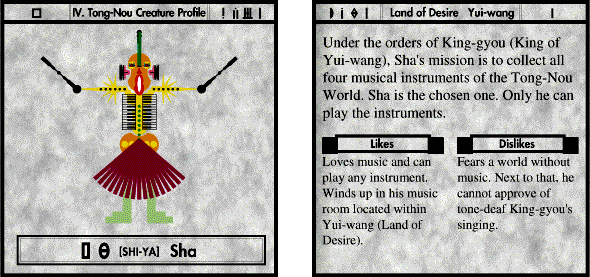 IV. Tong-Nou Creature Profile
[SHI-YA] Sha
Land of Desire Yui-wang
Under the orders of King-gyou (King of
Yui-wang), Sha's mission is to collect all
four musical instruments of the Tong-Nou
World. Sha is the chosen one. Only he can
play the instruments.
Likes
Loves music and can
play any instrument.
Winds up in his music
room located within
Yui-wang (Land of
Desire).
Dislikes
Fears a world without
music. Next to that, he
cannot approve of
tone-deaf King-gyou's
singing.